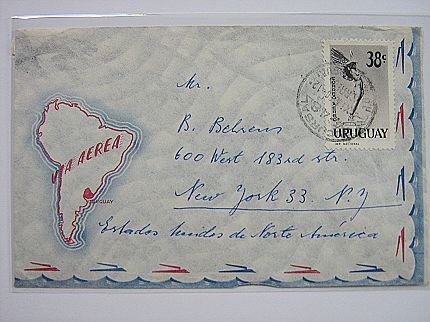 38c
URUGUAY
VIA AEREA
URUGUAY
Mr.
B. Behrens
600 West 183rd str.
New York 33. N.Y
Estados Unidos de Norte América